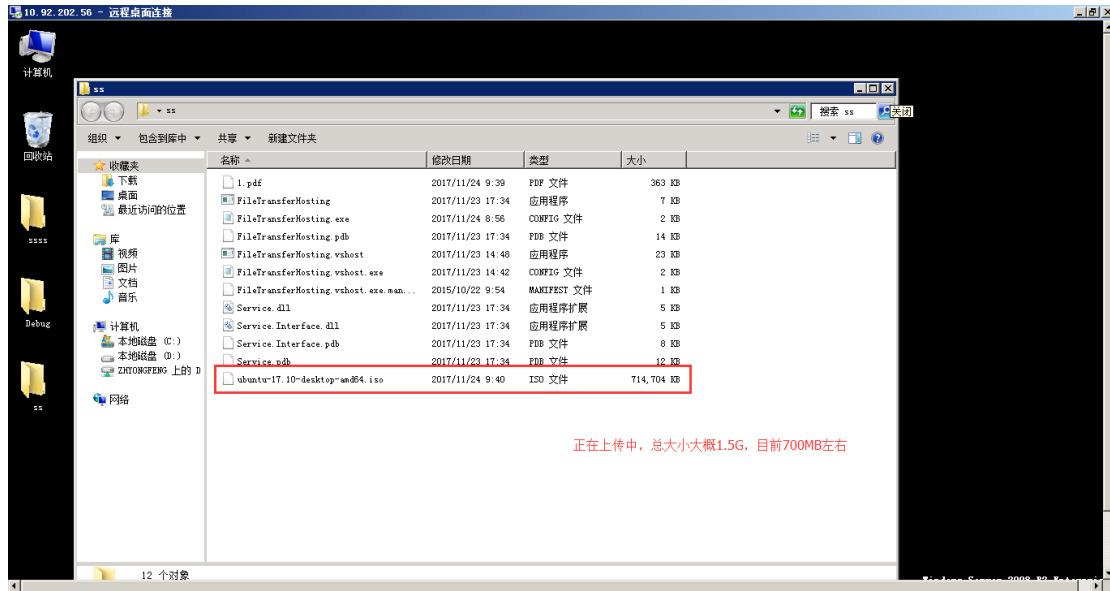 10.92.202.56 - 远程桌面连接
计算机
回收站
ssss
Debug
ss
ss
ss
搜索 ss
关闭
组织 包含到库中 共享 新建文件夹
收藏夹
下载
桌面
最近访问的位置
库
视频
图片
文档
音乐
计算机
本地磁盘 (C:)
本地磁盘 (D:)
ZHYONGFENG 上的 D
网络
名称 修改日期 类型 大小
1.pdf 2017/11/24 9:39 PDF 文件 363 KB
FileTransferHosting 2017/11/23 17:34 应用程序 7 KB
FileTransferHosting.exe 2017/11/24 8:56 CONFIG 文件 2 KB
FileTransferHosting.pdb 2017/11/23 17:34 PDB 文件 14 KB
FileTransferHosting.vshost 2017/11/23 14:48 应用程序 23 KB
FileTransferHosting.vshost.exe 2017/11/23 14:42 CONFIG 文件 2 KB
FileTransferHosting.vshost.exe.man... 2015/10/22 9:54 MANIFEST 文件 1 KB
Service.dll 2017/11/23 17:34 应用程序扩展 5 KB
Service.Interface.dll 2017/11/23 17:34 应用程序扩展 5 KB
Service.Interface.pdb 2017/11/23 17:34 PDB 文件 8 KB
Service.pdb 2017/11/23 17:34 PDB 文件 12 KB
ubuntu-17.10-desktop-amd64.iso 2017/11/24 9:40 ISO 文件 714,704 KB
正在上传中，总大小大概1.5G，目前700MB左右
12 个对象
Windows Server 2008 R2